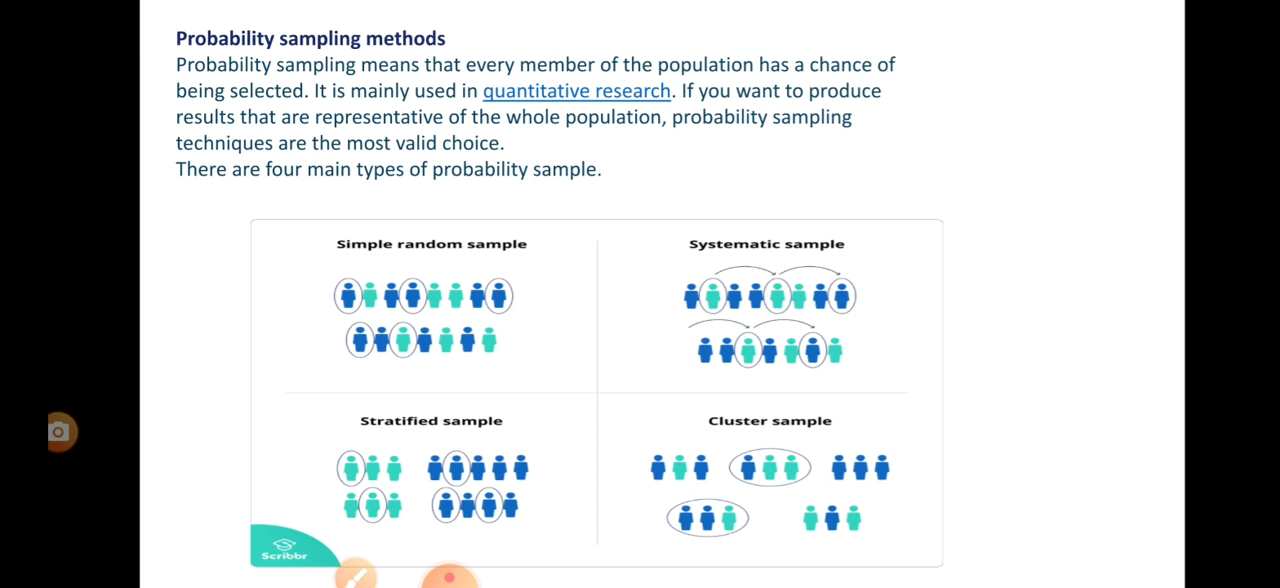 Probability sampling methods
Probability sampling means that every member of the population has a chance of
being selected. It is mainly used in quantitative research. If you want to produce
results that are representative of the whole population, probability sampling
techniques are the most valid choice.
There are four main types of probability sample.
Simple random sample
Systematic sample
Stratified sample
Cluster sample
Scribbr